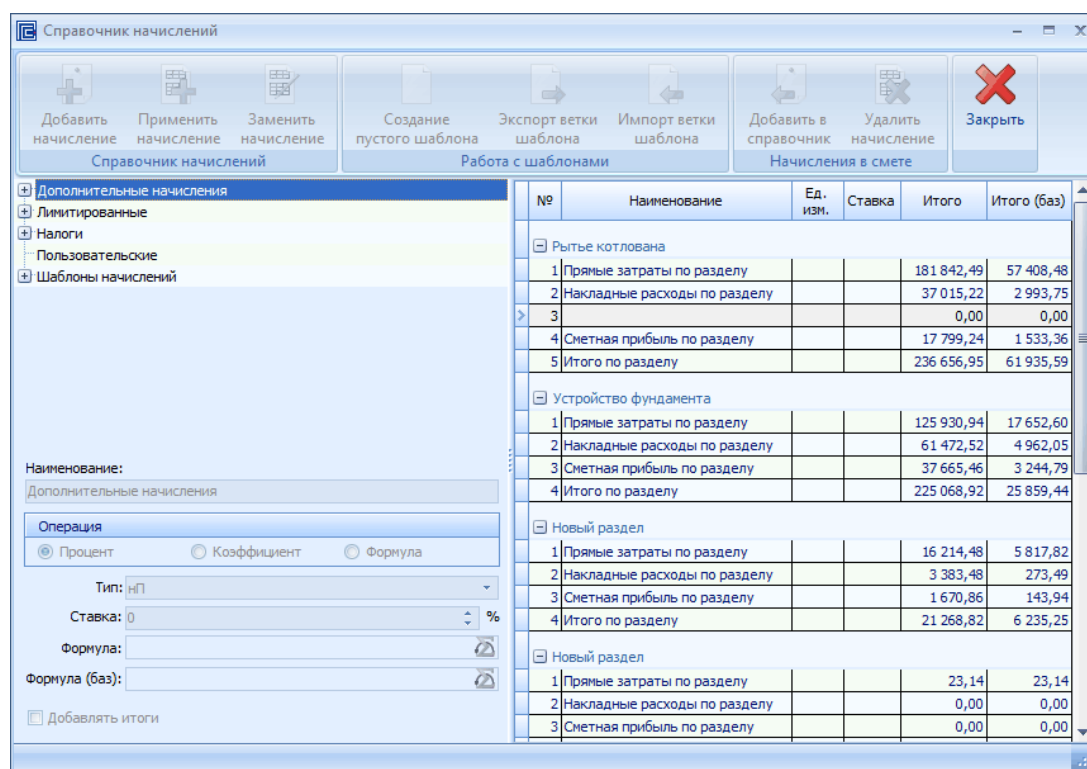 Справочник начислений
Добавить начисление
Применить начисление
Заменить начисление
Создание пустого шаблона
Экспорт ветки шаблона
Импорт ветки шаблона
Добавить в справочник
Удалить начисление
Закрыть
Справочник начислений
Работа с шаблонами
Начисления в смете
Дополнительные начисления
Лимитированные
Налоги
Пользовательские
Шаблоны начислений
Наименование:
Дополнительные начисления
Операция
Процент Коэффициент Формула
Тип: нП
Ставка: 0 %
Формула:
Формула (баз):
Добавлять итоги
№ Наименование Ед. изм. Ставка Итого Итого (баз)
Рытье котлована
1 Прямые затраты по разделу 181 842,49 57 408,48
2 Накладные расходы по разделу 37 015,22 2 993,75
3 0,00 0,00
4 Сметная прибыль по разделу 17 799,24 1 533,36
5 Итого по разделу 236 656,95 61 935,59
Устройство фундамента
1 Прямые затраты по разделу 125 930,94 17 652,60
2 Накладные расходы по разделу 61 472,52 4 962,05
3 Сметная прибыль по разделу 37 665,46 3 244,79
4 Итого по разделу 225 068,92 25 859,44
Новый раздел
1 Прямые затраты по разделу 16 214,48 5 817,82
2 Накладные расходы по разделу 3 383,48 273,49
3 Сметная прибыль по разделу 1 670,86 143,94
4 Итого по разделу 21 268,82 6 235,25
Новый раздел
1 Прямые затраты по разделу 23,14 23,14
2 Накладные расходы по разделу 0,00 0,00
3 Сметная прибыль по разделу 0,00 0,00